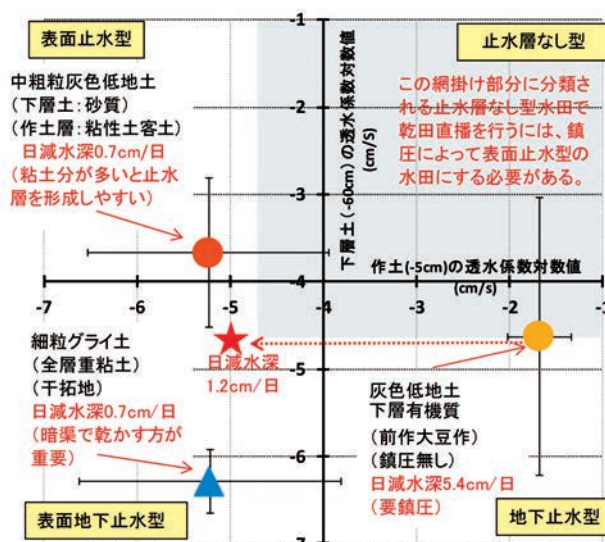 表面止水型
止水層なし型
中粗粒灰色低地土
(下層土:砂質)
(作土層:粘性土客土)
日減水深0.7cm/日
(粘土分が多いと止水
層を形成しやすい)
下層土(-60cm)の透水係数対数値
(cm/S)
この網掛け部分に分類さ
れる止水層なし型水田で
乾田直播を行うには、鎮
圧によって表面止水型の
水田にする必要がある。
作土(-5cm)の透水係数対数値
(cm/s)
-1
-2
-3
-4
-5
-6
-7
-7
-6
-5
-4
-3
-2
-1
細粒グライ土
(全層重粘土)
(干拓地)
日減水深0.7cm/日
(暗渠で乾かす方が
重要)
日減水深
1.2cm/日
灰色低地土
下層有機質
(前作大豆作)
(鎮圧無し)
日減水深5.4cm/日
(要鎮圧)
表面地下止水型
地下止水型